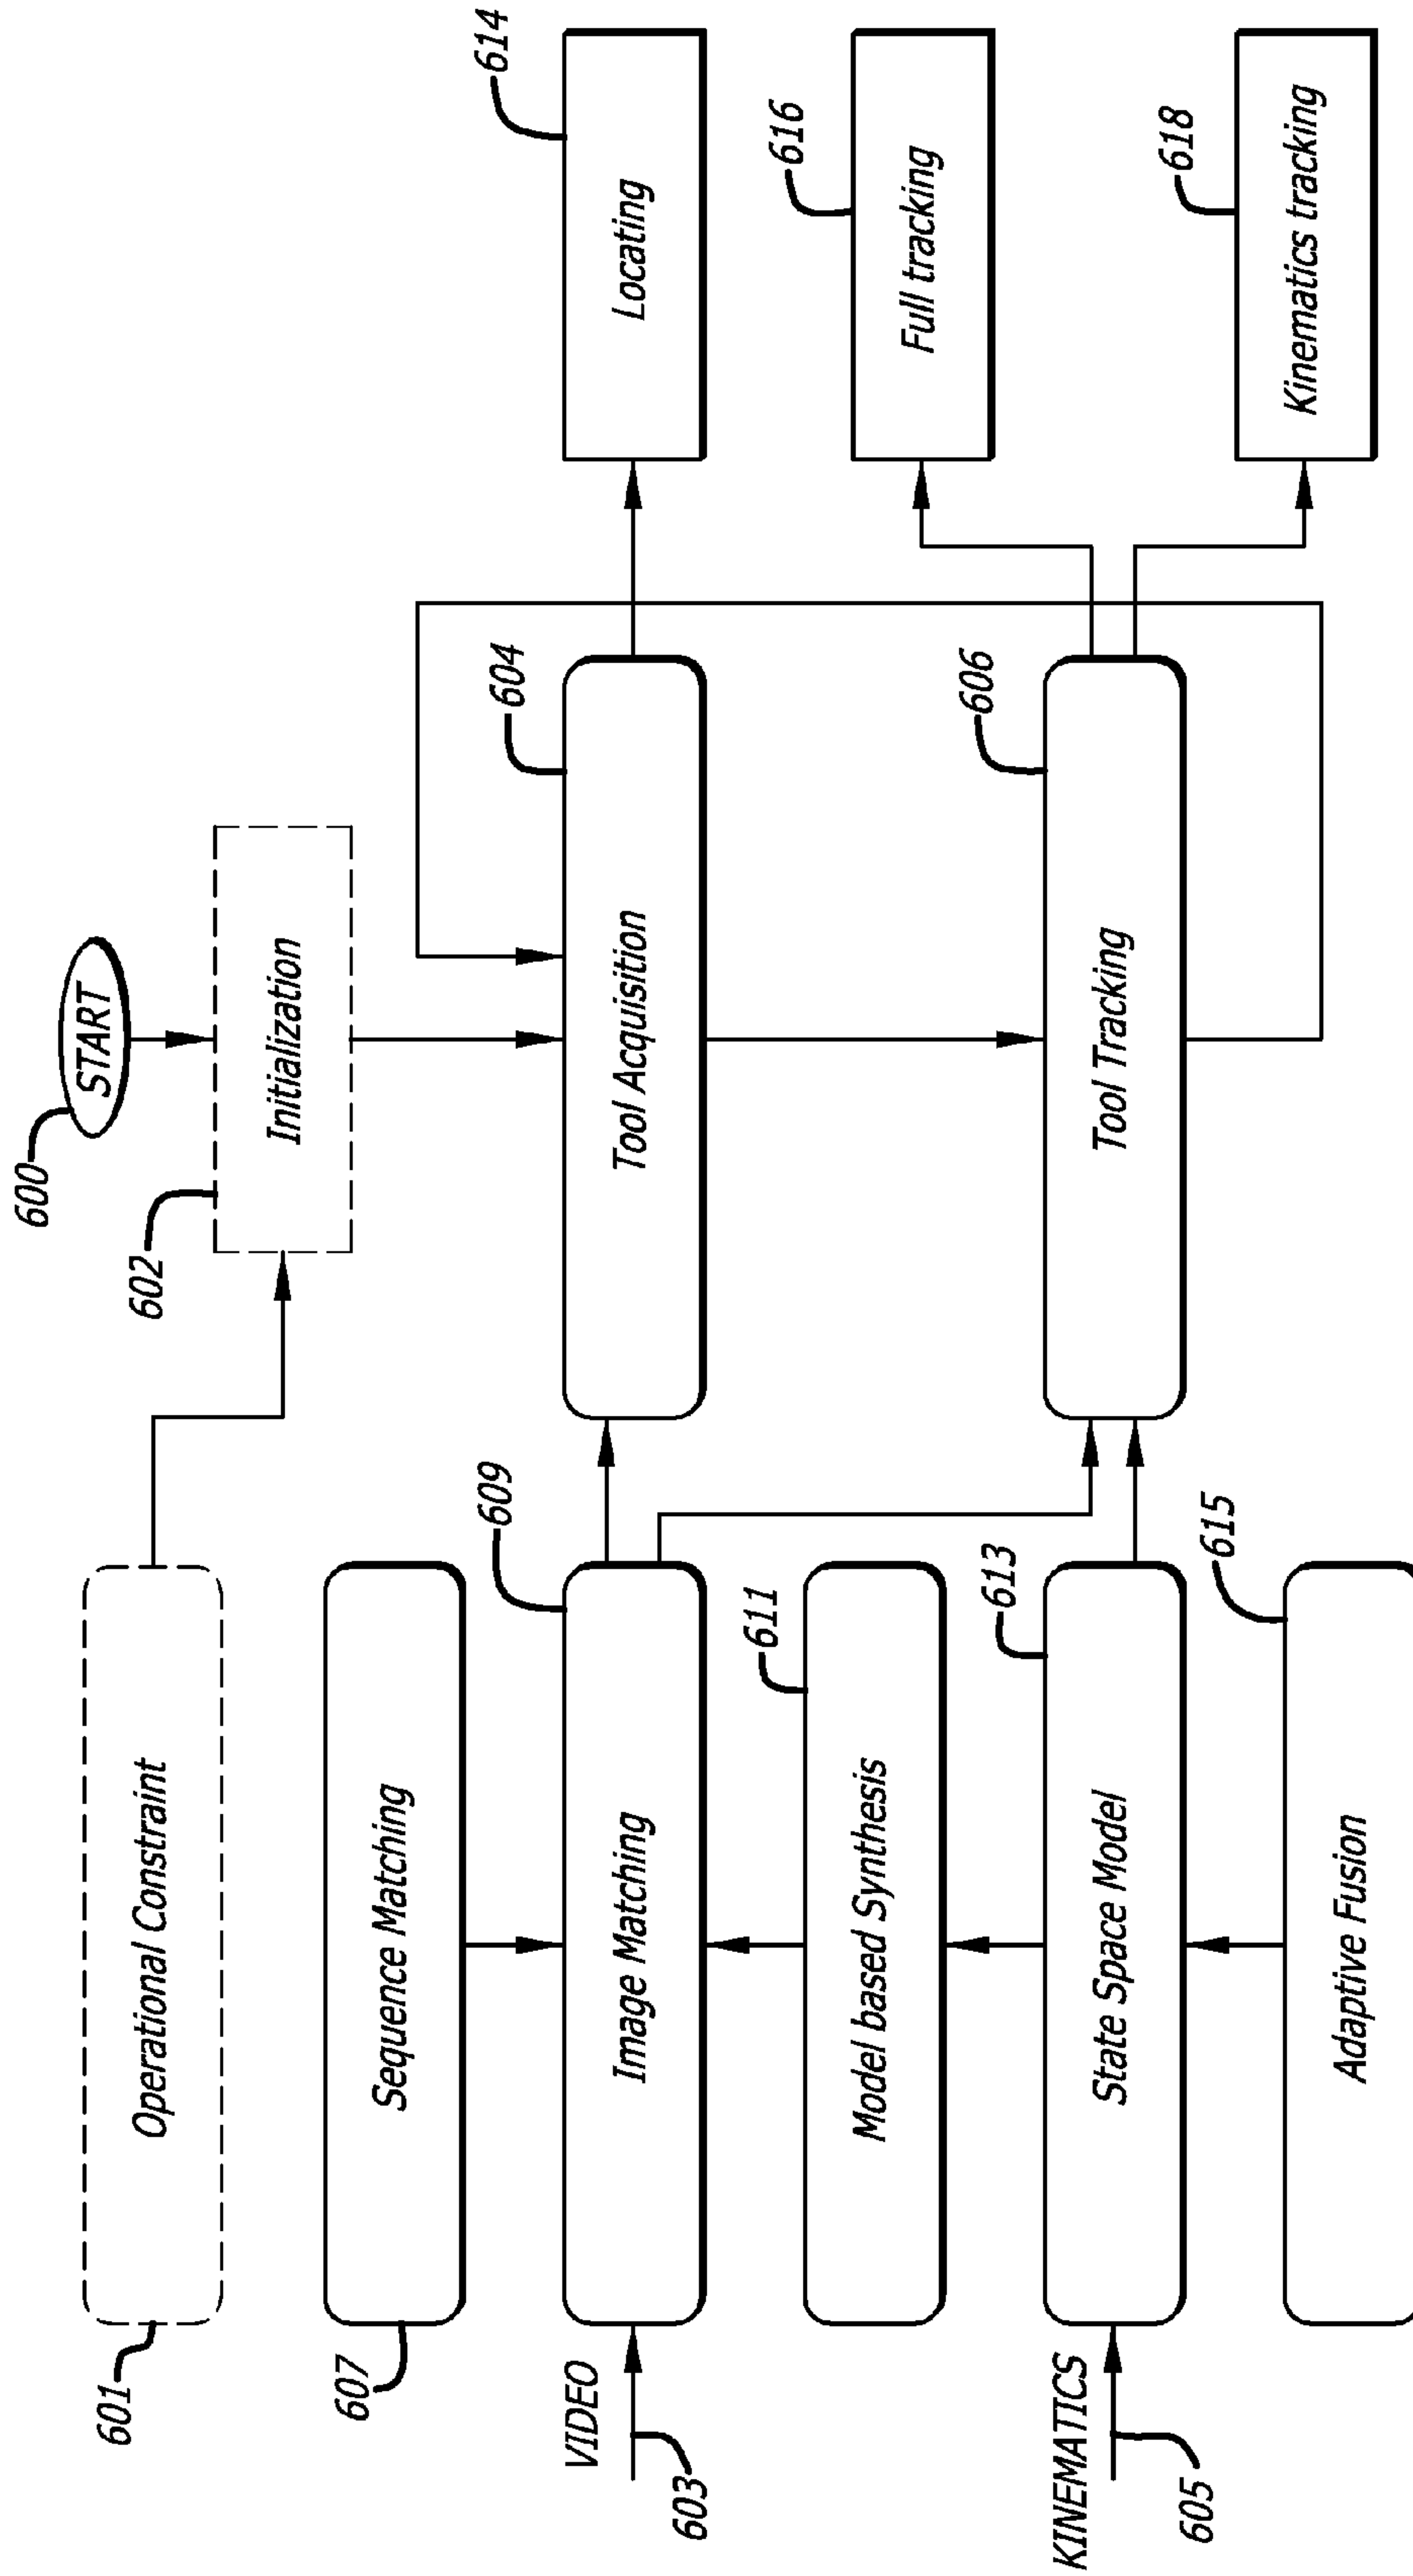 600
START
601
Operational Constraint
602
Initialization
607
Sequence Matching
VIDEO
603
609
Image Matching
604
Tool Acquisition
614
Locating
611
Model based Synthesis
616
Full tracking
KINEMATICS
605
613
State Space Model
606
Tool Tracking
618
Kinematics tracking
615
Adaptive Fusion